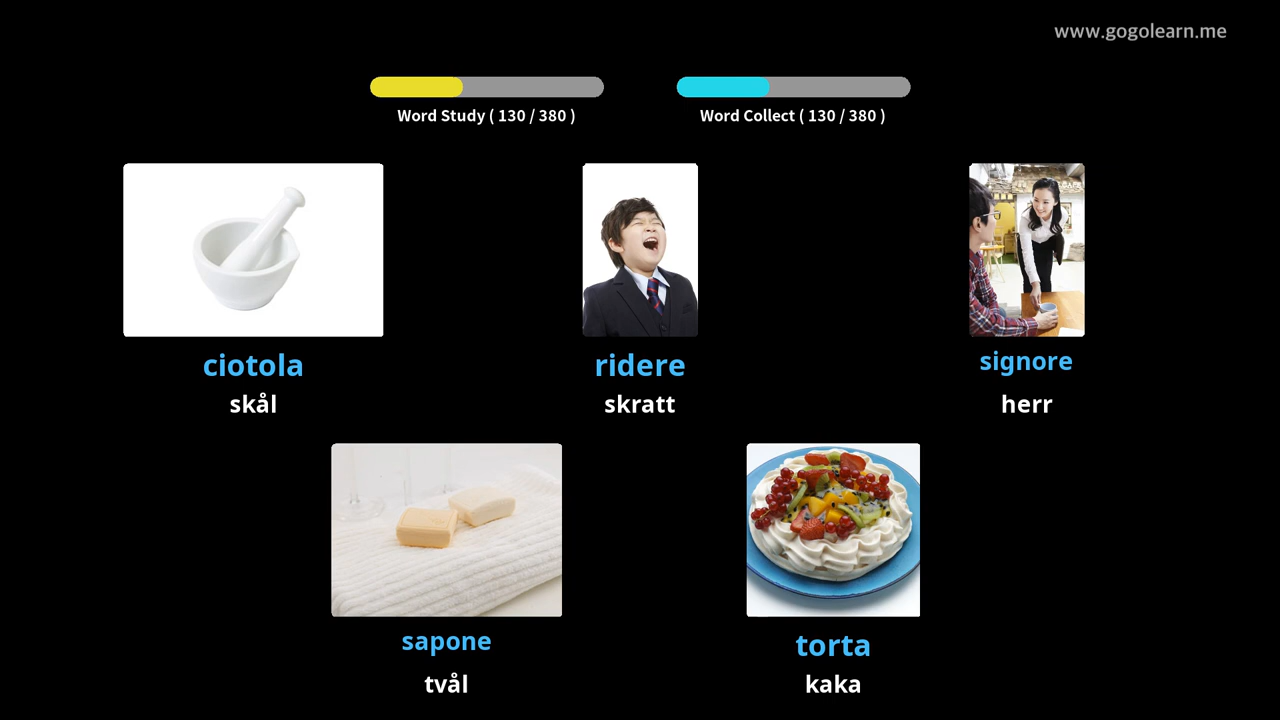 www.gogolearn.me
Word Study ( 130 / 380 )
Word Collect ( 130 / 380 )
ciotola
skål
ridere
skratt
signore
herr
sapone
tvål
torta
kaka